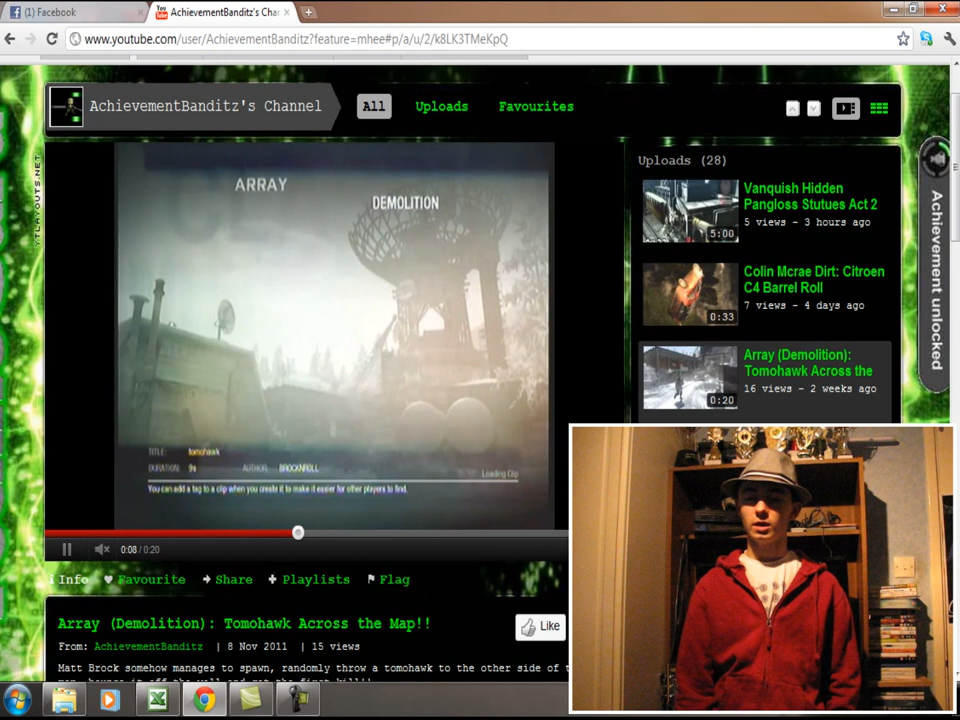 (1) Facebook
You Tube
AchievementBanditz's Chan
www.youtube.com/user/AchievementBanditz?feature=mhee#p/a/u/2/k8LK3TMeKpQ
AchievementBanditz's Channel
All
Uploads
Favourites
YTLAYOUTS.NET
ARRAY
DEMOLITION
TITLE: tomohawk
DURATION: 9s AUTHOR: BROCKNROLL
Loading Clip
You can add a tag to a clip when you create it to make it easier for other players to find.
0:08 / 0:20
Uploads (28)
Vanquish Hidden
Pangloss Statues Act 2
5 views - 3 hours ago
5:00
Colin Mcrae Dirt: Citroen
C4 Barrel Roll
7 views - 4 days ago
0:33
Array (Demolition):
Tomohawk Across the
16 views - 2 weeks ago
0:20
Achievement unlocked
Info
Favourite
Share
Playlists
Flag
Array (Demolition): Tomohawk Across the Map!!
Like
From: AchievementBanditz | 8 Nov 2011 | 15 views
Matt Brock somehow manages to spawn, randomly throw a tomohawk to the other side of t